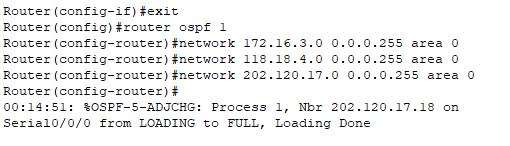 Router(config-if)#exit
Router(config)#router ospf 1
Router(config-router)#network 172.16.3.0 0.0.0.255 area 0
Router(config-router)#network 118.18.4.0 0.0.0.255 area 0
Router(config-router)#network 202.120.17.0 0.0.0.255 area 0
Router(config-router)#
00:14:51: %OSPF-5-ADJCHG: Process 1, Nbr 202.120.17.18 on
Serial0/0/0 from LOADING to FULL, Loading Done